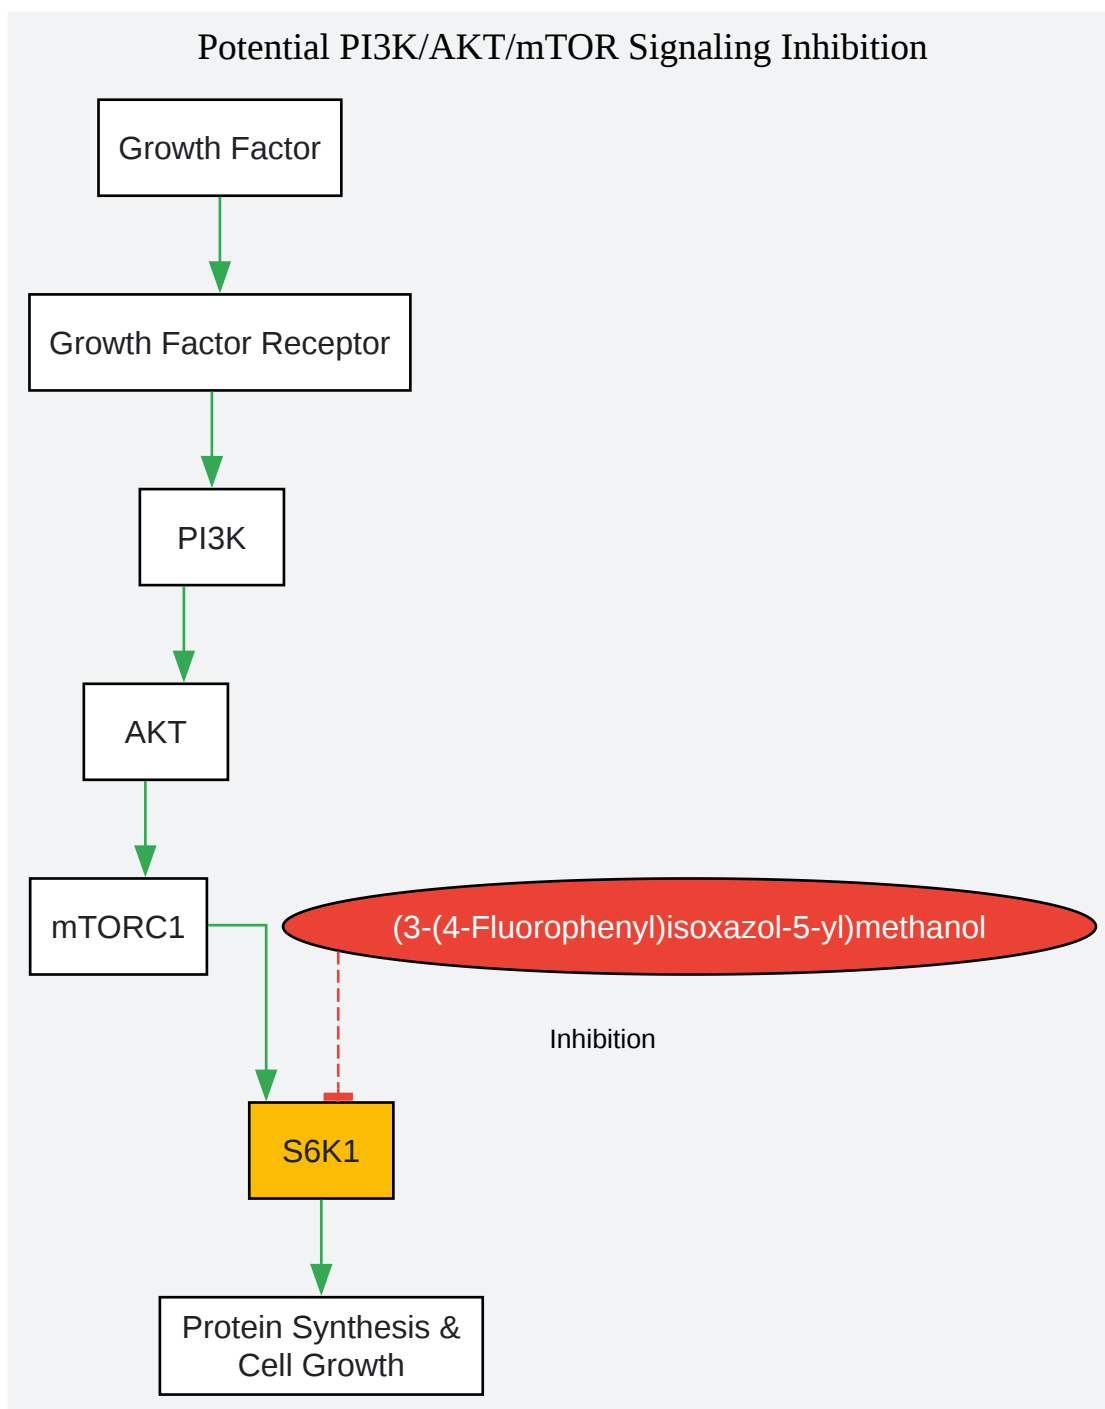 Potential PI3K/AKT/mTOR Signaling Inhibition
Growth Factor
Growth Factor Receptor
PI3K
AKT
mTORC1
(3-(4-Fluorophenyl)isoxazol-5-yl)methanol
Inhibition
S6K1
Protein Synthesis &
Cell Growth